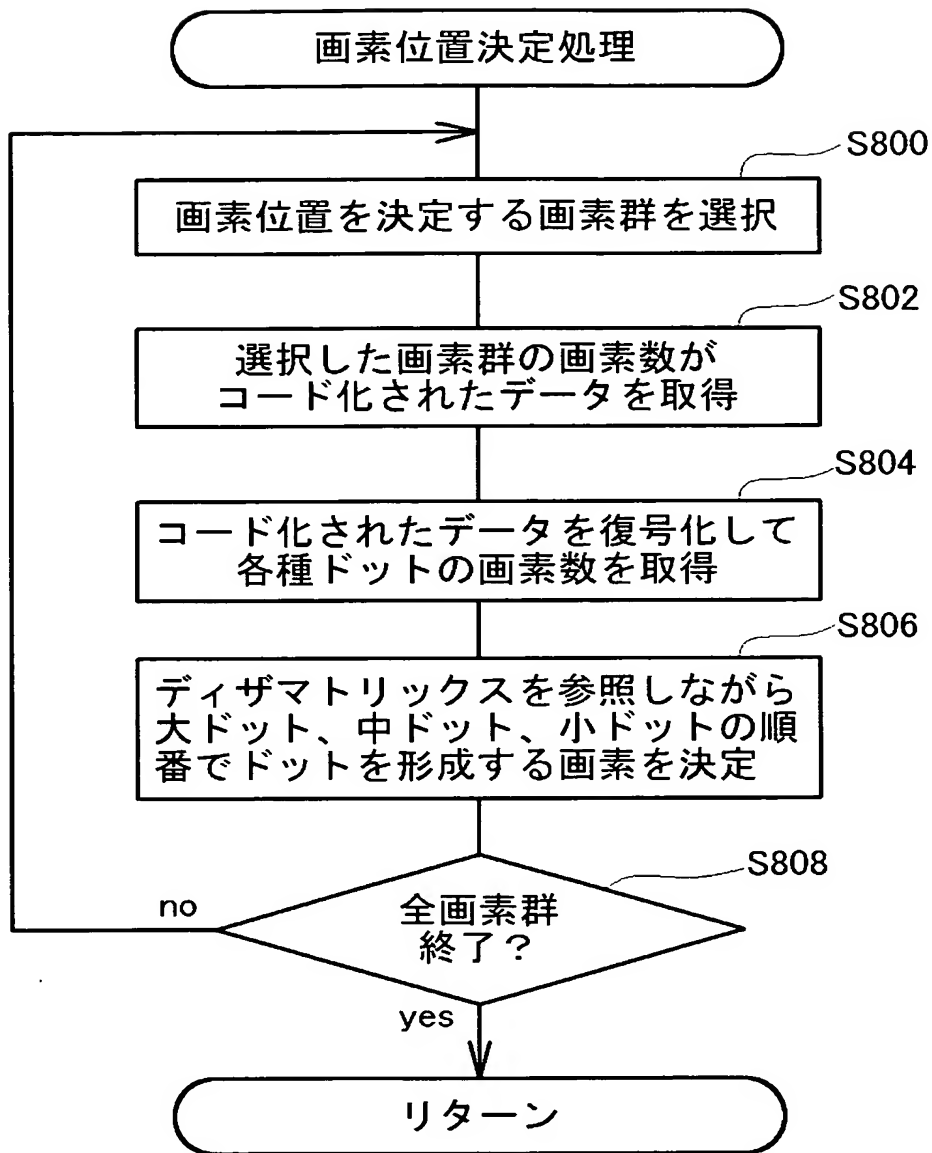 画素位置決定処理
S800
画素位置を決定する画素群を選択
S802
選択した画素群の画素数が
コード化されたデータを取得
S804
コード化されたデータを復号化して
各種ドットの画素数を取得
S806
ディザマトリックスを参照しながら
大ドット、中ドット、小ドットの順
番でドットを形成する画素を決定
S808
no
全画素群
終了？
yes
リターン